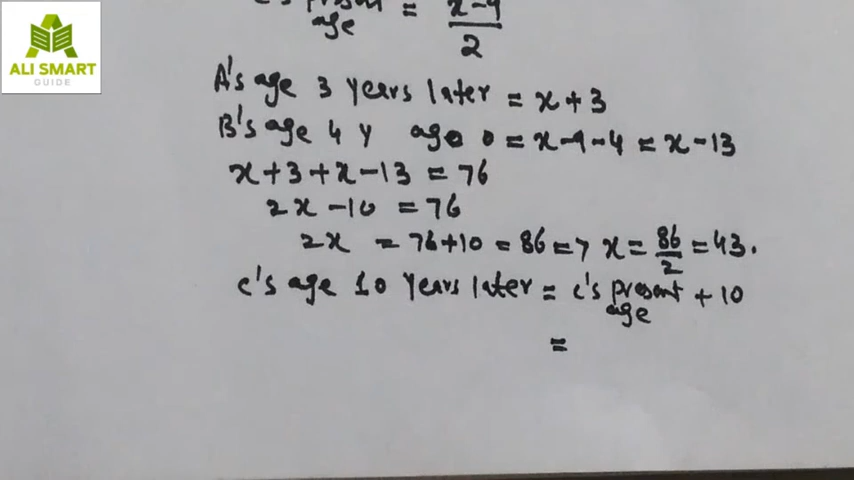 ALI SMART
GUIDE
c's present age = x-9/2
A's age 3 years later = x+3
B's age 4 y ago = x-9-4 = x-13
x+3+x-13 = 76
2x -10 = 76
2x = 76+10 = 86 => x = 86/2 = 43.
c's age 10 years later = c's present age + 10
=